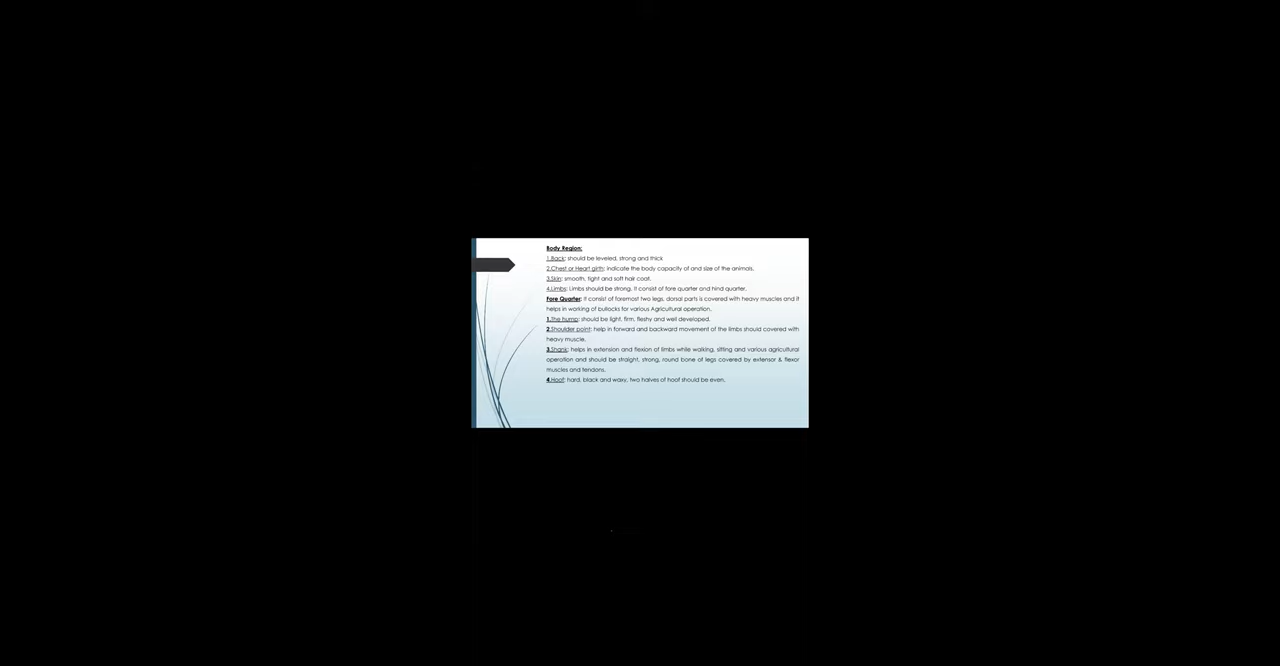 Body Region:
1.Back: should be leveled, strong and thick
2.Chest or Heart girth: indicate the body capacity of and size of the animals.
3.Skin: smooth, tight and soft hair coat.
4.Limbs: Limbs should be strong. It consist of fore quarter and hind quarter.
Fore Quarter: it consist of foremost two legs, dorsal parts is covered with heavy muscles and it
helps in working of bullocks for various Agricultural operation.
1.The hump: should be light, firm, fleshy and well developed.
2.Shoulder point: help in forward and backward movement of the limbs should covered with
heavy muscle.
3.Shank: helps in extension and flexion of limbs while walking, sitting and various agricultural
operation and should be straight, strong, round bone of legs covered by extensor & flexor
muscles and tendons.
4.Hoof: hard, black and waxy, two halves of hoof should be even.